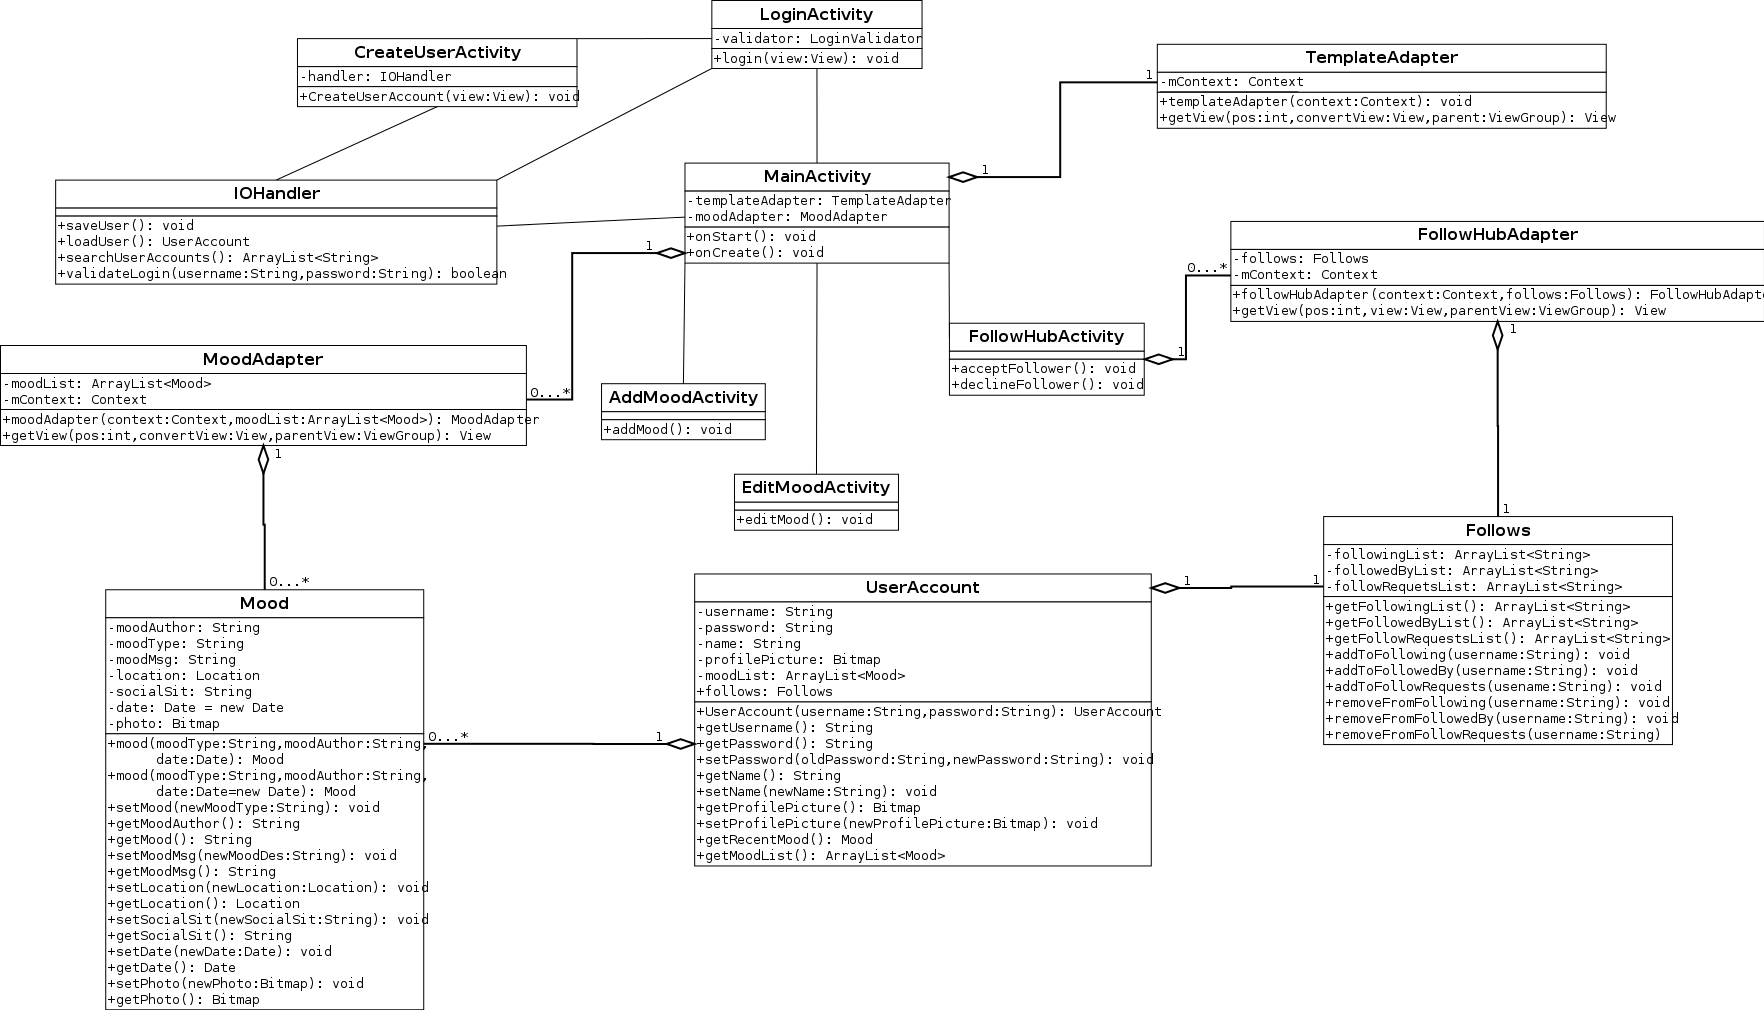 LoginActivity
-validator: LoginValidator
+login(view:View): void
CreateUserActivity
-handler: IOHandler
+CreateUserAccount(view:View): void
TemplateAdapter
-mContext: Context
+templateAdapter(context:Context): void
+getView(pos:int,convertView:View,parent:ViewGroup): View
1
1
MainActivity
-templateAdapter: TemplateAdapter
-moodAdapter: MoodAdapter
+onStart(): void
+onCreate(): void
1
IOHandler
+saveUser(): void
+loadUser(): UserAccount
+searchUserAccounts(): ArrayList<String>
+validateLogin(username:String,password:String): boolean
FollowHubAdapter
-follows: Follows
-mContext: Context
+followHubAdapter(context:Context,follows:Follows): FollowHubAdapt
+getView(pos:int,view:View,parentView:ViewGroup): View
0...*
1
1
FollowHubActivity
+acceptFollower(): void
+declineFollower(): void
MoodAdapter
-moodList: ArrayList<Mood>
-mContext: Context
+moodAdapter(context:Context,moodList:ArrayList<Mood>): MoodAdapter
+getView(pos:int,convertView:View,parentView:ViewGroup): View
0...*
1
AddMoodActivity
+addMood(): void
EditMoodActivity
+editMood(): void
0...*
Mood
-moodAuthor: String
-moodType: String
-moodMsg: String
-location: Location
-socialSit: String
-date: Date = new Date
-photo: Bitmap
+mood(moodType:String,moodAuthor:String,
date:Date): Mood
+mood(moodType:String,moodAuthor:String,
date:Date=new Date): Mood
+setMood(newMoodType:String): void
+getMoodAuthor(): String
+getMood(): String
+setMoodMsg(newMoodDes:String): void
+getMoodMsg(): String
+setLocation(newLocation:Location): void
+getLocation(): Location
+setSocialSit(newSocialSit:String): void
+getSocialSit(): String
+setDate(newDate:Date): void
+getDate(): Date
+setPhoto(newPhoto:Bitmap): void
+getPhoto(): Bitmap
0...*
1
UserAccount
-username: String
-password: String
-name: String
-profilePicture: Bitmap
-moodList: ArrayList<Mood>
+follows: Follows
+UserAccount(username:String,password:String): UserAccount
+getUsername(): String
+getPassword(): String
+setPassword(oldPassword:String,newPassword:String): void
+getName(): String
+setName(newName:String): void
+getProfilePicture(): Bitmap
+setProfilePicture(newProfilePicture:Bitmap): void
+getRecentMood(): Mood
+getMoodList(): ArrayList<Mood>
1
1
1
Follows
-followingList: ArrayList<String>
-followedByList: ArrayList<String>
-followRequetsList: ArrayList<String>
+getFollowingList(): ArrayList<String>
+getFollowedByList(): ArrayList<String>
+getFollowRequestsList(): ArrayList<String>
+addToFollowing(username:String): void
+addToFollowedBy(username:String): void
+addToFollowRequests(usename:String): void
+removeFromFollowing(username:String): void
+removeFromFollowedBy(username:String): void
+removeFromFollowRequests(username:String)